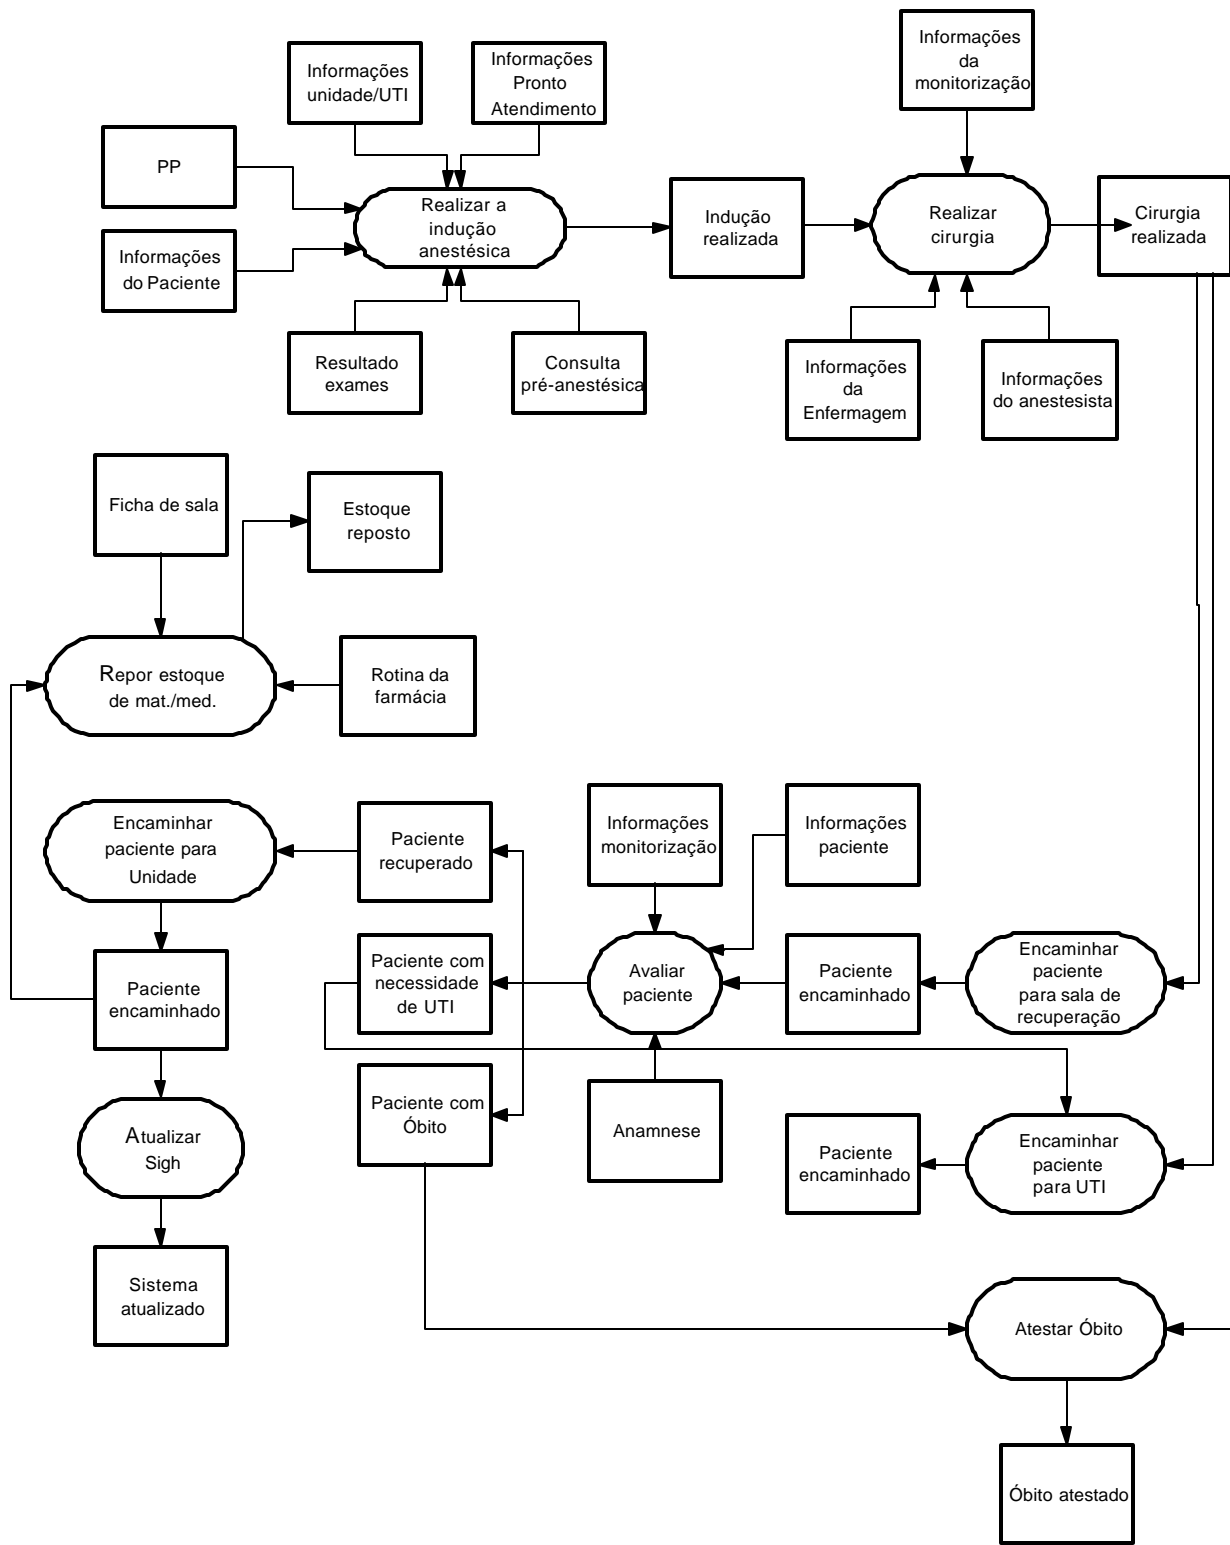 Informações
da
monitorização
Informações
unidade/UTI
Informações
Pronto
Atendimento
PP
Realizar a
indução
anestésica
Informações
do Paciente
Indução
realizada
Realizar
cirurgia
Cirurgia
realizada
Resultado
exames
Consulta
pré-anestésica
Informações
da
Enfermagem
Informações
do anestesista
Ficha de sala
Estoque
reposto
Repor estoque
de mat./med.
Rotina da
farmácia
Encaminhar
paciente para
Unidade
Paciente
recuperado
Informações
monitorização
Informações
paciente
Paciente
encaminhado
Paciente com
necessidade
de UTI
Avaliar
paciente
Paciente
encaminhado
Encaminhar
paciente
para sala de
recuperação
Atualizar
Sigh
Paciente com
Óbito
Anamnese
Paciente
encaminhado
Encaminhar
paciente
para UTI
Sistema
atualizado
Atestar Óbito
Óbito atestado